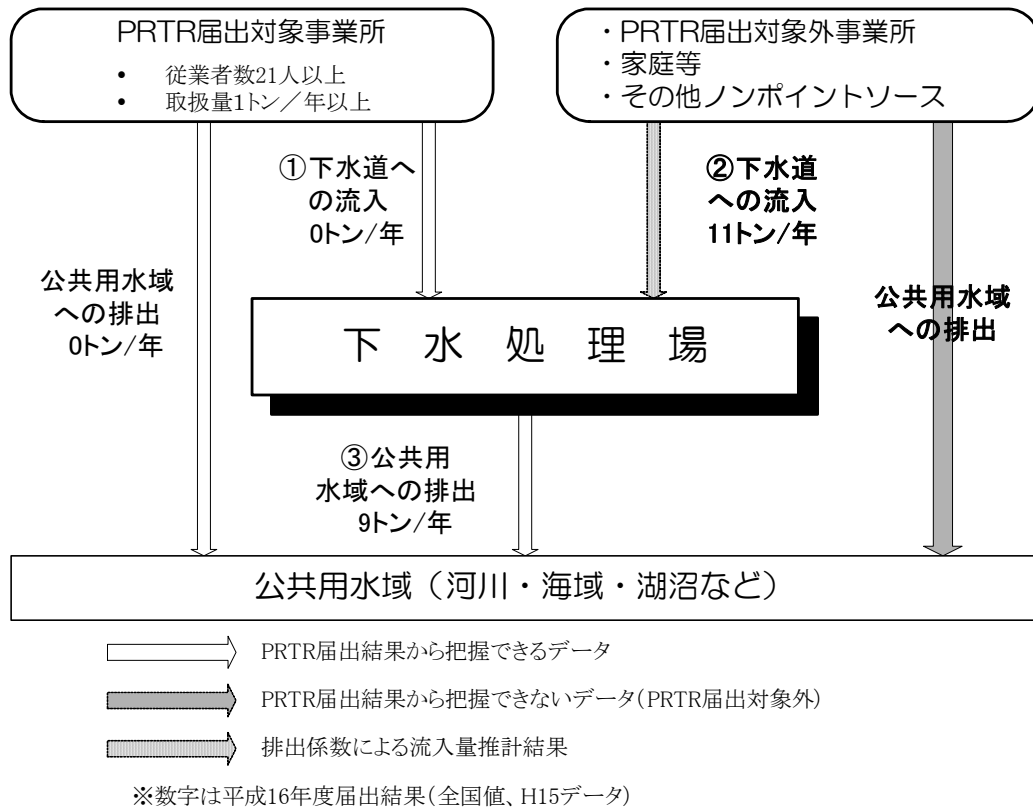 PRTR届出対象事業所
• 従業者数21人以上
• 取扱量1トン／年以上
・PRTR届出対象外事業所
・家庭等
・その他ノンポイントソース
①下水道へ
の流入
0トン/年
②下水道
への流入
11トン/年
公共用水域
への排出
0トン/年
公共用水域
への排出
下水処理場
③公共用
水域への排出
9トン/年
公共用水域（河川・海域・湖沼など）
PRTR届出結果から把握できるデータ
PRTR届出結果から把握できないデータ(PRTR届出対象外)
排出係数による流入量推計結果
※数字は平成16年度届出結果(全国値、H15データ)